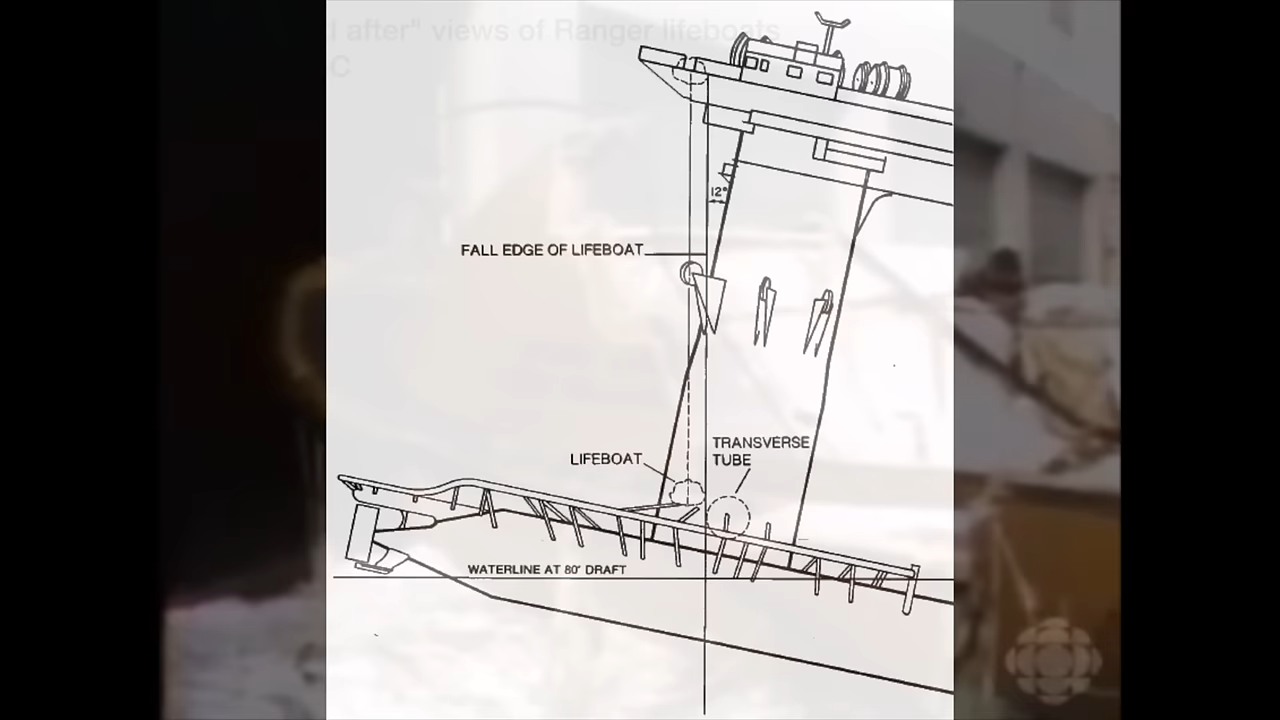 after" views of Ranger lifeboats
C
12°
FALL EDGE OF LIFEBOAT
TRANSVERSE
TUBE
LIFEBOAT
WATERLINE AT 80' DRAFT